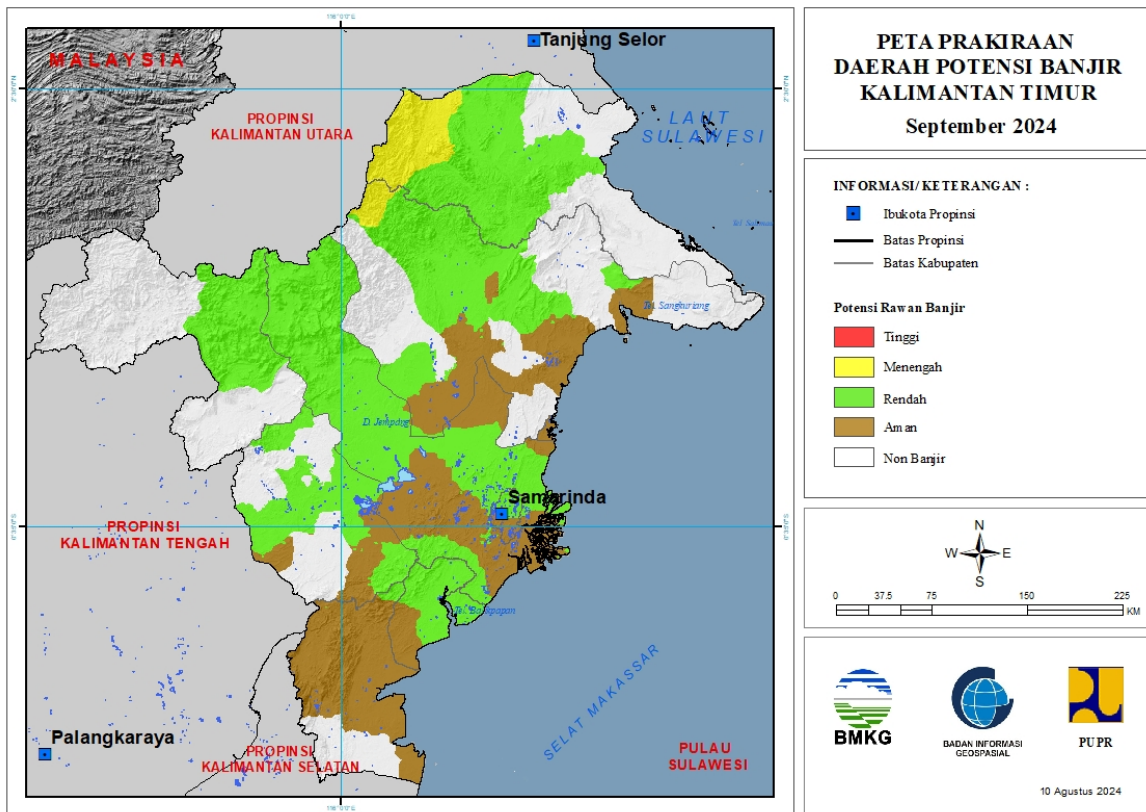 Tanjung Selor
MALAYSIA
PROPINSI
KALIMANTAN UTARA
LAUT
SULAWESI
Tel. Sangkuriang
D. Jempang
Samarinda
PROPINSI
KALIMANTAN TENGAH
Tel. Balikpapan
SELAT MAKASSAR
Palangkaraya
PROPINSI
KALIMANTAN SELATAN
PULAU
SULAWESI
PETA PRAKIRAAN
DAERAH POTENSI BANJIR
KALIMANTAN TIMUR
September 2024
INFORMASI/ KETERANGAN :
Ibukota Propinsi
Batas Propinsi
Batas Kabupaten
Potensi Rawan Banjir
Tinggi
Menengah
Rendah
Aman
Non Banjir
N
W E
S
0 37.5 75 150 225
KM
BMKG
BADAN INFORMASI
GEOSPASIAL
PUPR
10 Agustus 2024